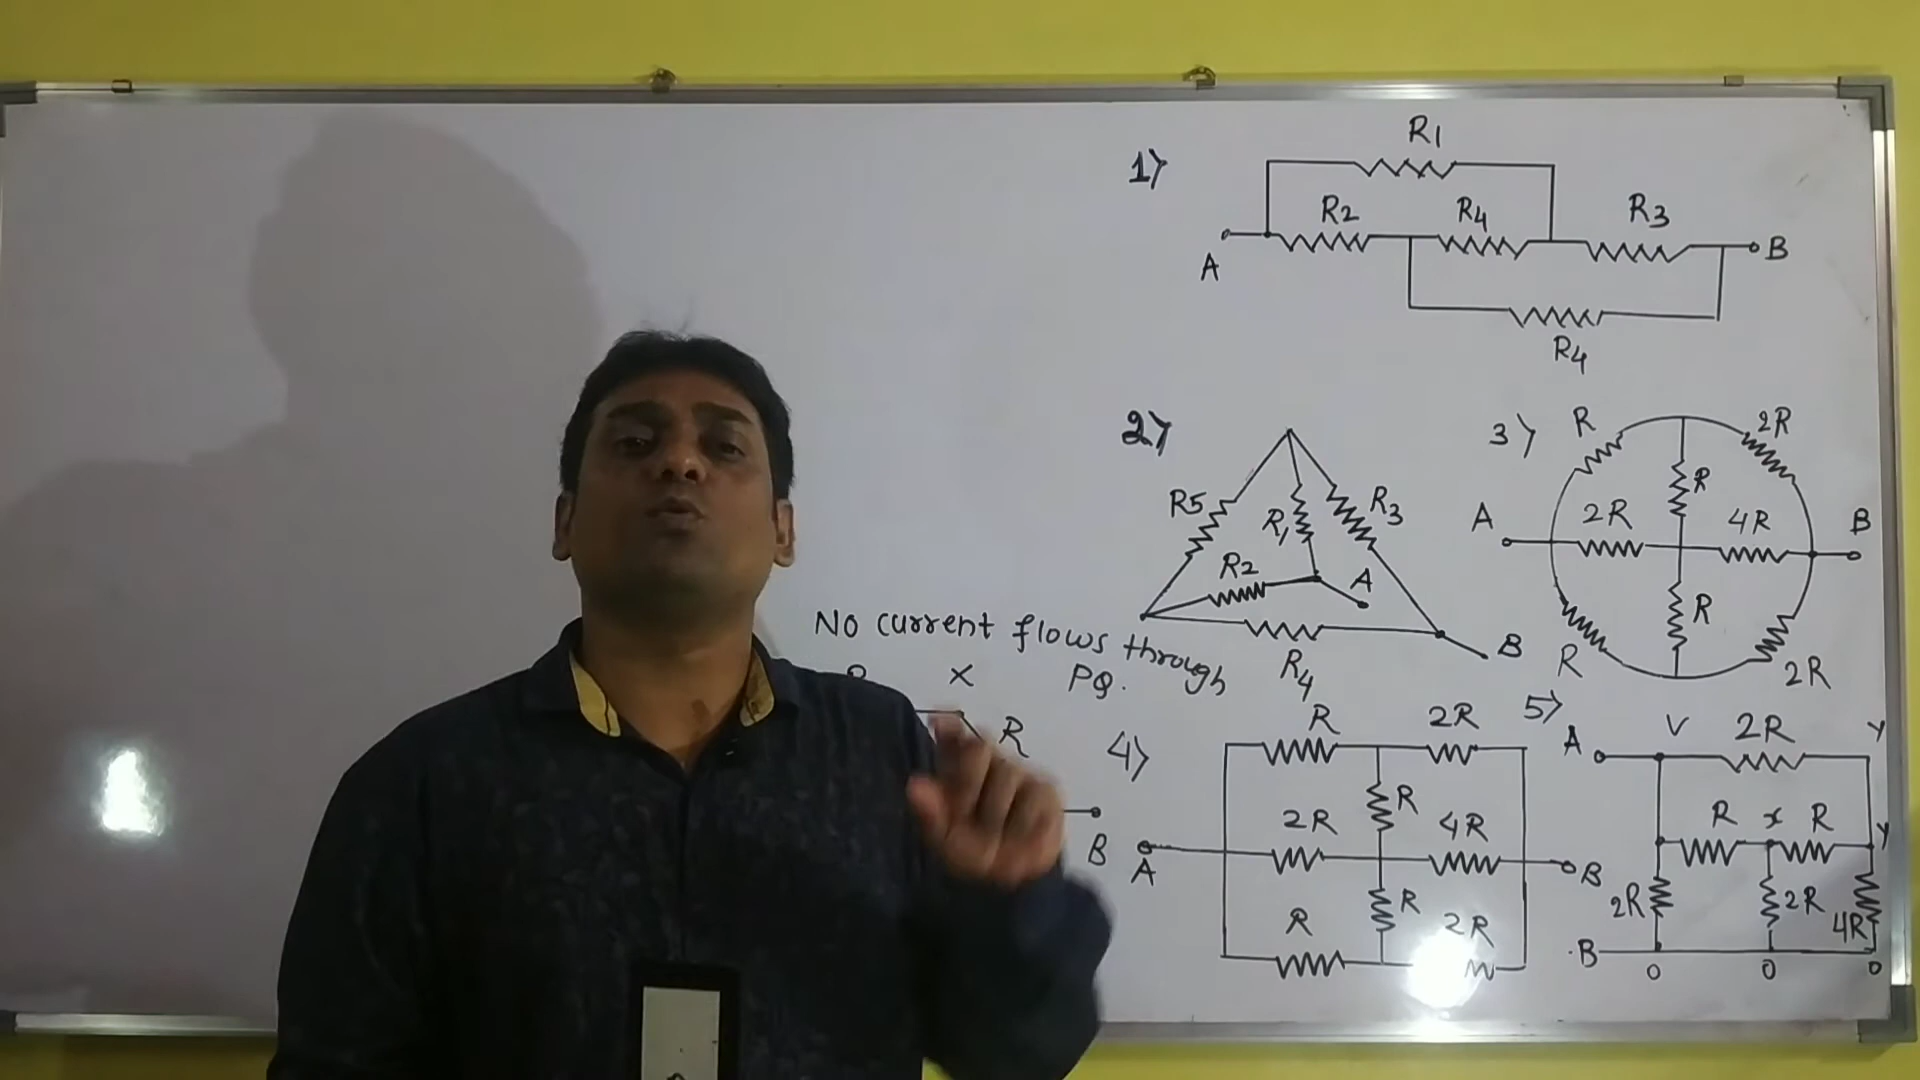 1)
R1
R2 R4 R3
A B
R4
2)
R5 R1 R3
R2 A
R4 B
3)
R 2R
R
A 2R 4R B
R
R 2R
No current flows through
PQ.
x
R
B
4)
R 2R
R
2R 4R
A B
R
R 2R
5)
A V 2R Y
R x R Y
2R 2R 4R
B
0 0 0